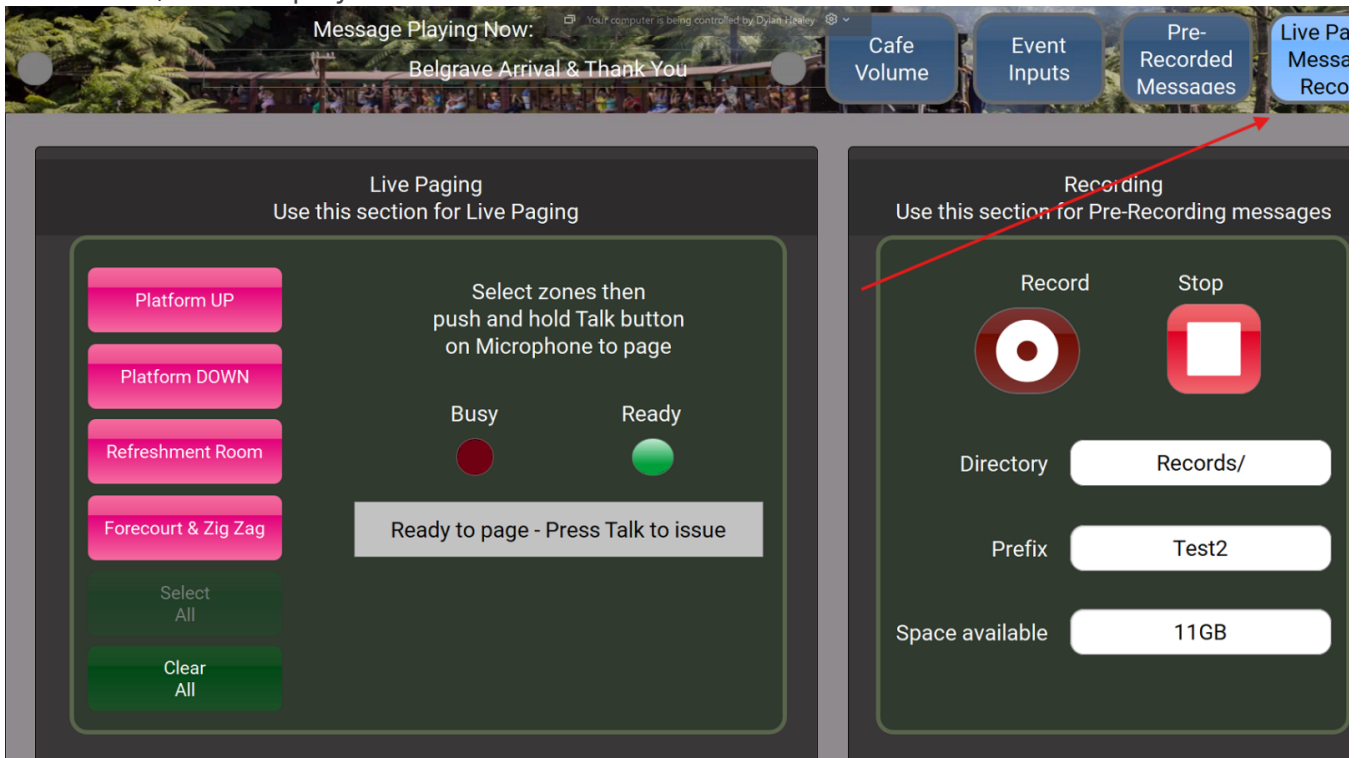 Message Playing Now:
Your computer is being controlled by Dylan Healey
Belgrave Arrival & Thank You
Cafe
Volume
Event
Inputs
Pre-
Recorded
Messages
Live Pa
Messa
Reco
Live Paging
Use this section for Live Paging
Platform UP
Platform DOWN
Refreshment Room
Forecourt & Zig Zag
Select
All
Clear
All
Select zones then
push and hold Talk button
on Microphone to page
Busy
Ready
Ready to page - Press Talk to issue
Recording
Use this section for Pre-Recording messages
Record
Stop
Directory
Records/
Prefix
Test2
Space available
11GB